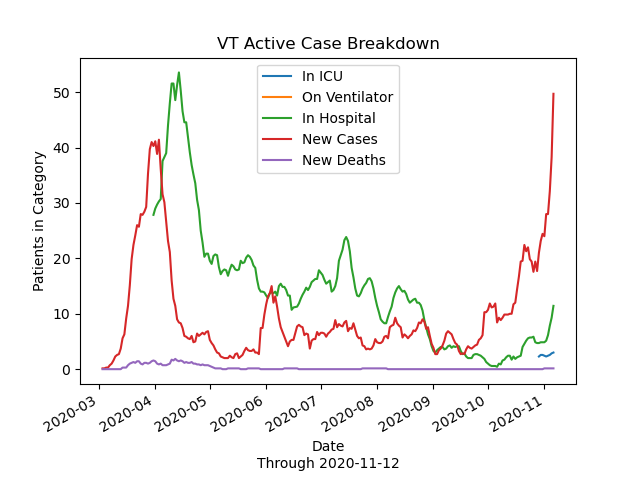 VT Active Case Breakdown
In ICU
On Ventilator
In Hospital
New Cases
New Deaths
Patients in Category
50
40
30
20
10
0
2020-03
2020-04
2020-05
2020-06
2020-07
2020-08
2020-09
2020-10
2020-11
Date
Through 2020-11-12